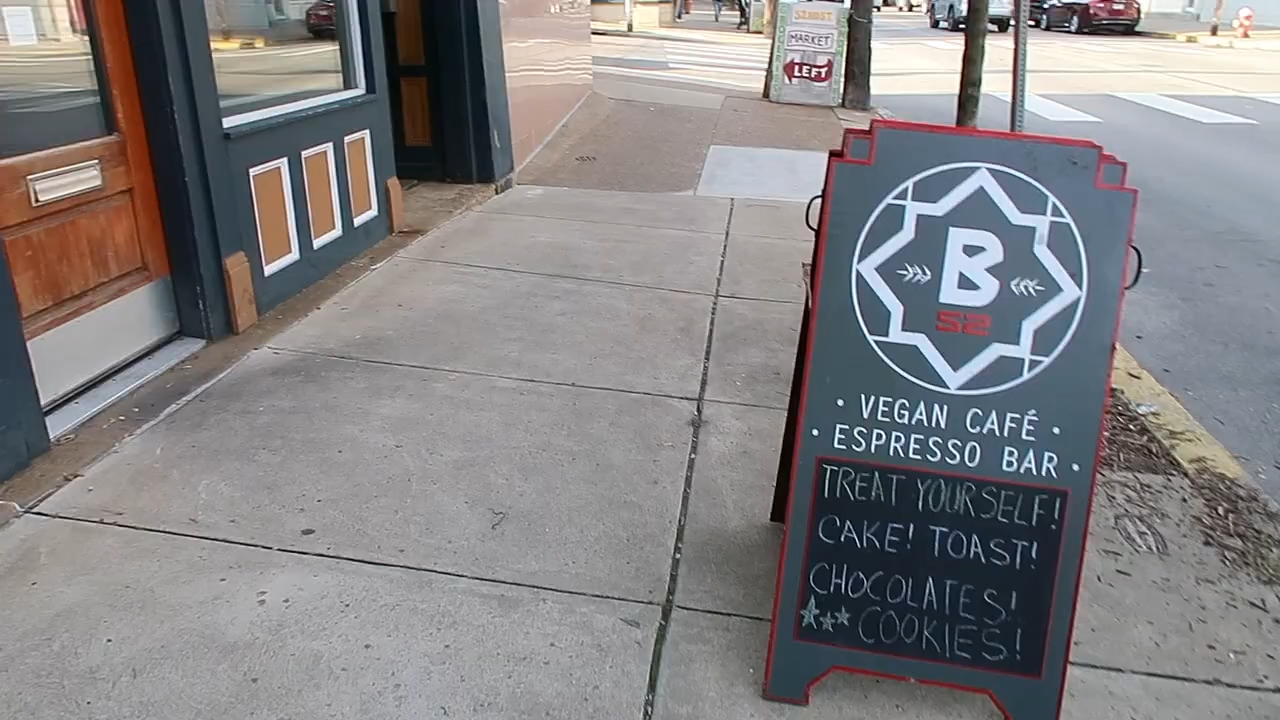 MARKET
LEFT
B
52
• VEGAN CAFÉ •
• ESPRESSO BAR •
TREAT YOURSELF!
CAKE! TOAST!
CHOCOLATES!
COOKIES!